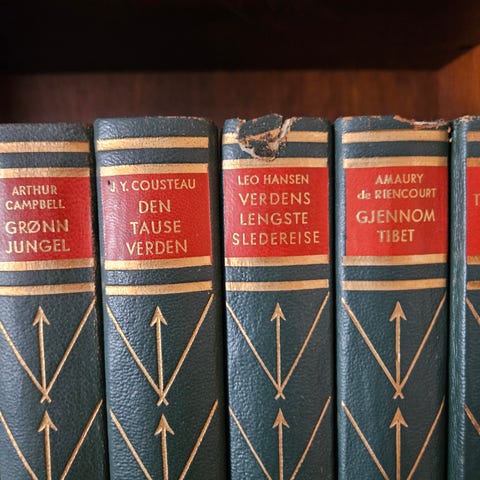 ARTHUR
CAMPBELL
GRØNN
JUNGEL
J. Y. COUSTEAU
DEN
TAUSE
VERDEN
LEO HANSEN
VERDENS
LENGSTE
SLEDEREISE
AMAURY
de RIENCOURT
GJENNOM
TIBET